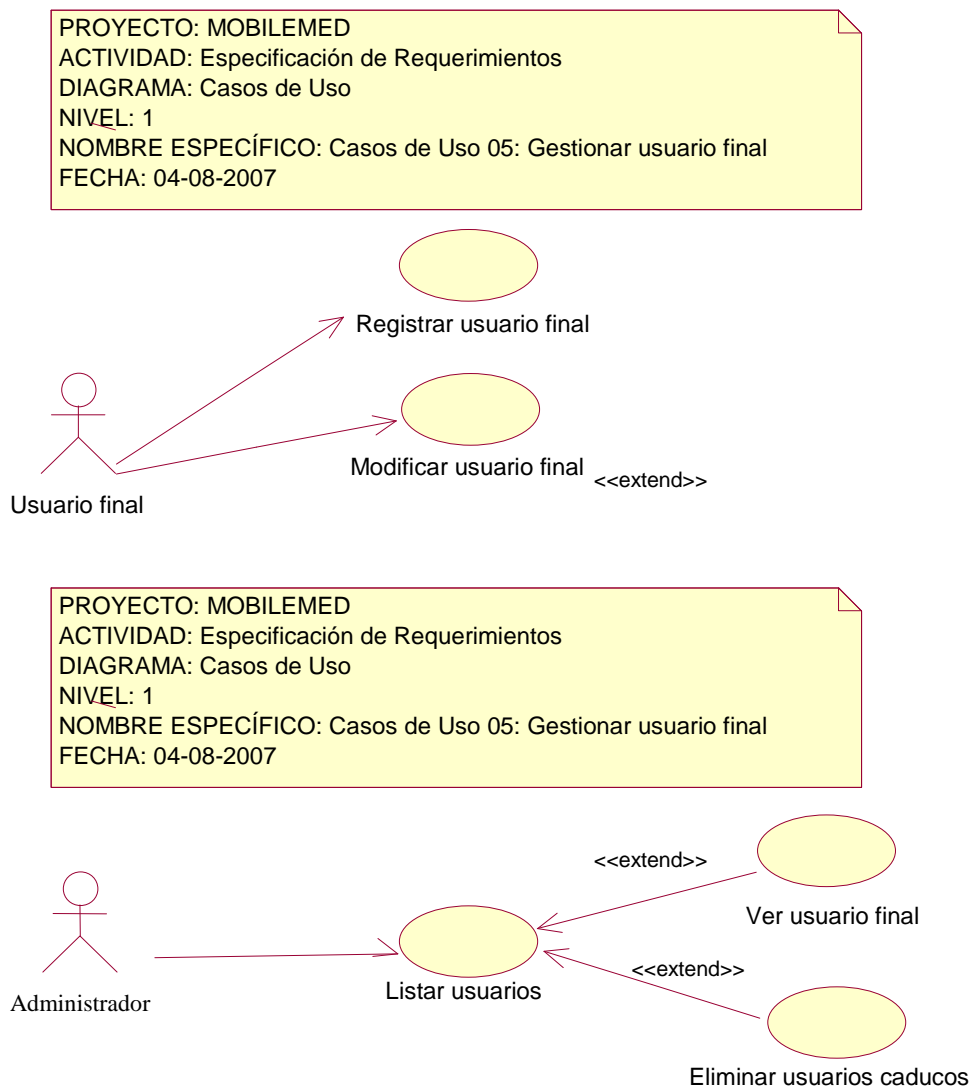 PROYECTO: MOBILEMED
ACTIVIDAD: Especificación de Requerimientos
DIAGRAMA: Casos de Uso
NIVEL: 1
NOMBRE ESPECÍFICO: Casos de Uso 05: Gestionar usuario final
FECHA: 04-08-2007
Registrar usuario final
Modificar usuario final
<<extend>>
Usuario final
PROYECTO: MOBILEMED
ACTIVIDAD: Especificación de Requerimientos
DIAGRAMA: Casos de Uso
NIVEL: 1
NOMBRE ESPECÍFICO: Casos de Uso 05: Gestionar usuario final
FECHA: 04-08-2007
<<extend>>
Ver usuario final
<<extend>>
Listar usuarios
Administrador
Eliminar usuarios caducos